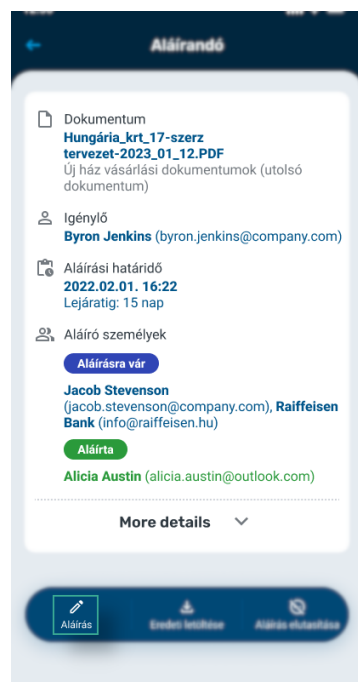 Aláírandó
Dokumentum
Hungária_krt_17-szerz
tervezet-2023_01_12.PDF
Új ház vásárlási dokumentumok (utolsó
dokumentum)
Igénylő
Byron Jenkins (byron.jenkins@company.com)
Aláírási határidő
2022.02.01. 16:22
Lejáratig: 15 nap
Aláíró személyek
Aláírásra vár
Jacob Stevenson
(jacob.stevenson@company.com), Raiffeisen
Bank (info@raiffeisen.hu)
Aláírta
Alicia Austin (alicia.austin@outlook.com)
More details
Aláírás
Eredeti letöltése
Aláírás elutasítása